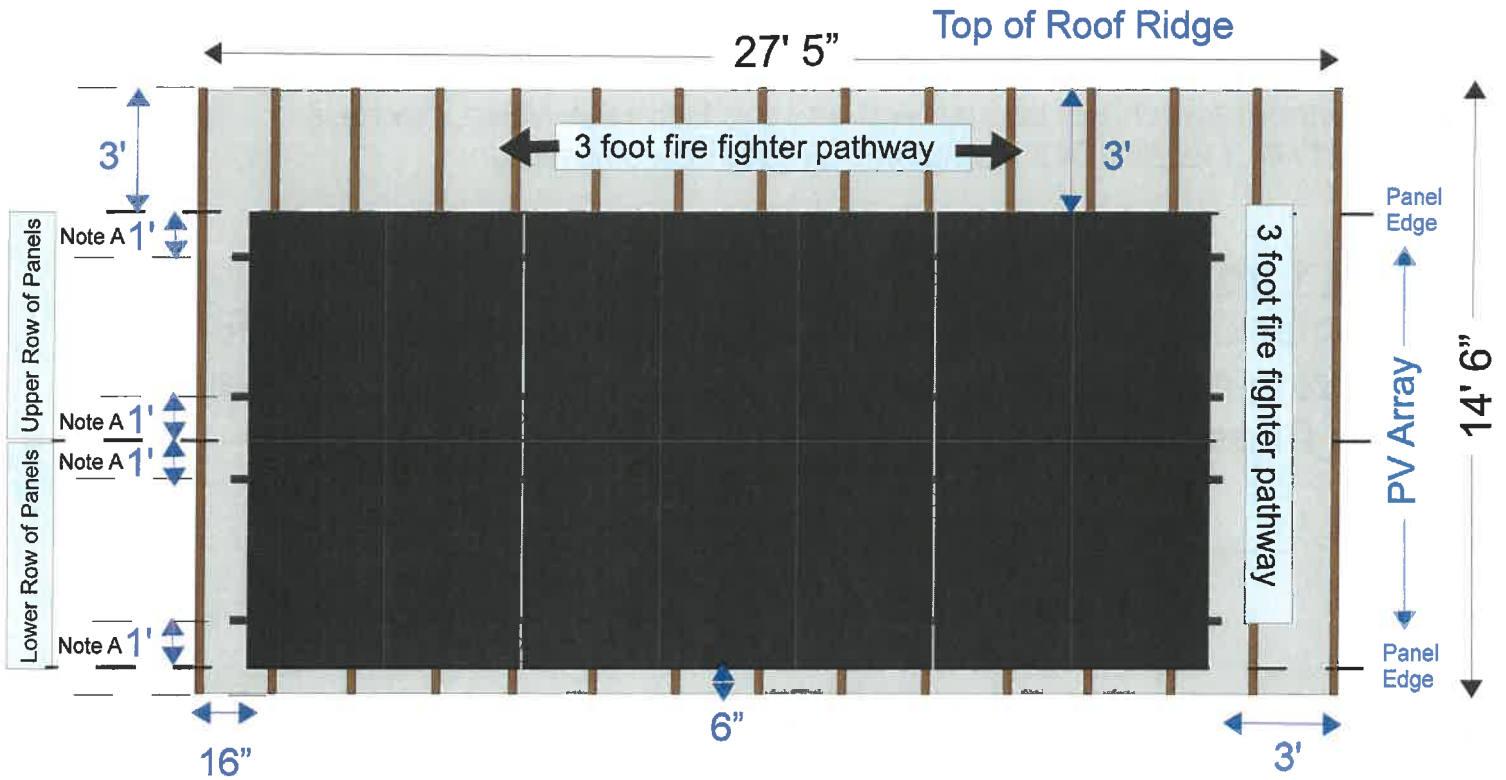 Top of Roof Ridge
27' 5”
3'
3 foot fire fighter pathway
3'
Panel
Edge
Upper Row of Panels
Note A 1'
Note A 1'
Lower Row of Panels
Note A 1'
Note A 1'
3 foot fire fighter pathway
PV Array
14' 6”
Panel
Edge
16”
6”
3'